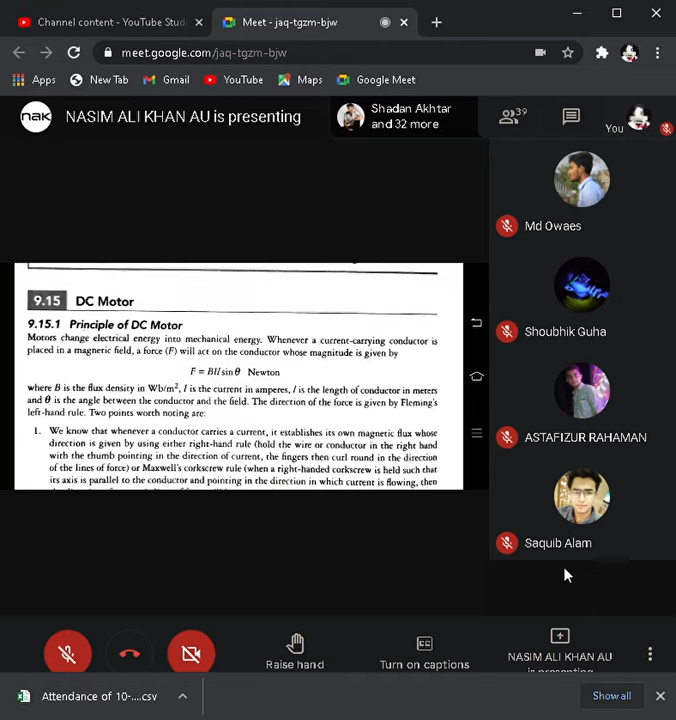 Channel content - YouTube Stud
Meet - jaq-tgzm-bjw
meet.google.com/jaq-tgzm-bjw
Apps
New Tab
Gmail
YouTube
Maps
Google Meet
nak
NASIM ALI KHAN AU is presenting
Shadan Akhtar
and 32 more
39
You
Md Owaes
Shoubhik Guha
ASTAFIZUR RAHAMAN
Saquib Alam
9.15 DC Motor
9.15.1 Principle of DC Motor
Motors change electrical energy into mechanical energy. Whenever a current-carrying conductor is
placed in a magnetic field, a force (F) will act on the conductor whose magnitude is given by
F = BIl sin θ Newton
where B is the flux density in Wb/m², I is the current in amperes, l is the length of conductor in meters
and θ is the angle between the conductor and the field. The direction of the force is given by Fleming's
left-hand rule. Two points worth noting are:
1. We know that whenever a conductor carries a current, it establishes its own magnetic flux whose
direction is given by using either right-hand rule (hold the wire or conductor in the right hand
with the thumb pointing in the direction of current, the fingers then curl round in the direction
of the lines of force) or Maxwell's corkscrew rule (when a right-handed corkscrew is held such that
its axis is parallel to the conductor and pointing in the direction in which current is flowing, then
Raise hand
CC
Turn on captions
NASIM ALI KHAN AU
is presenting
Attendance of 10-....csv
Show all